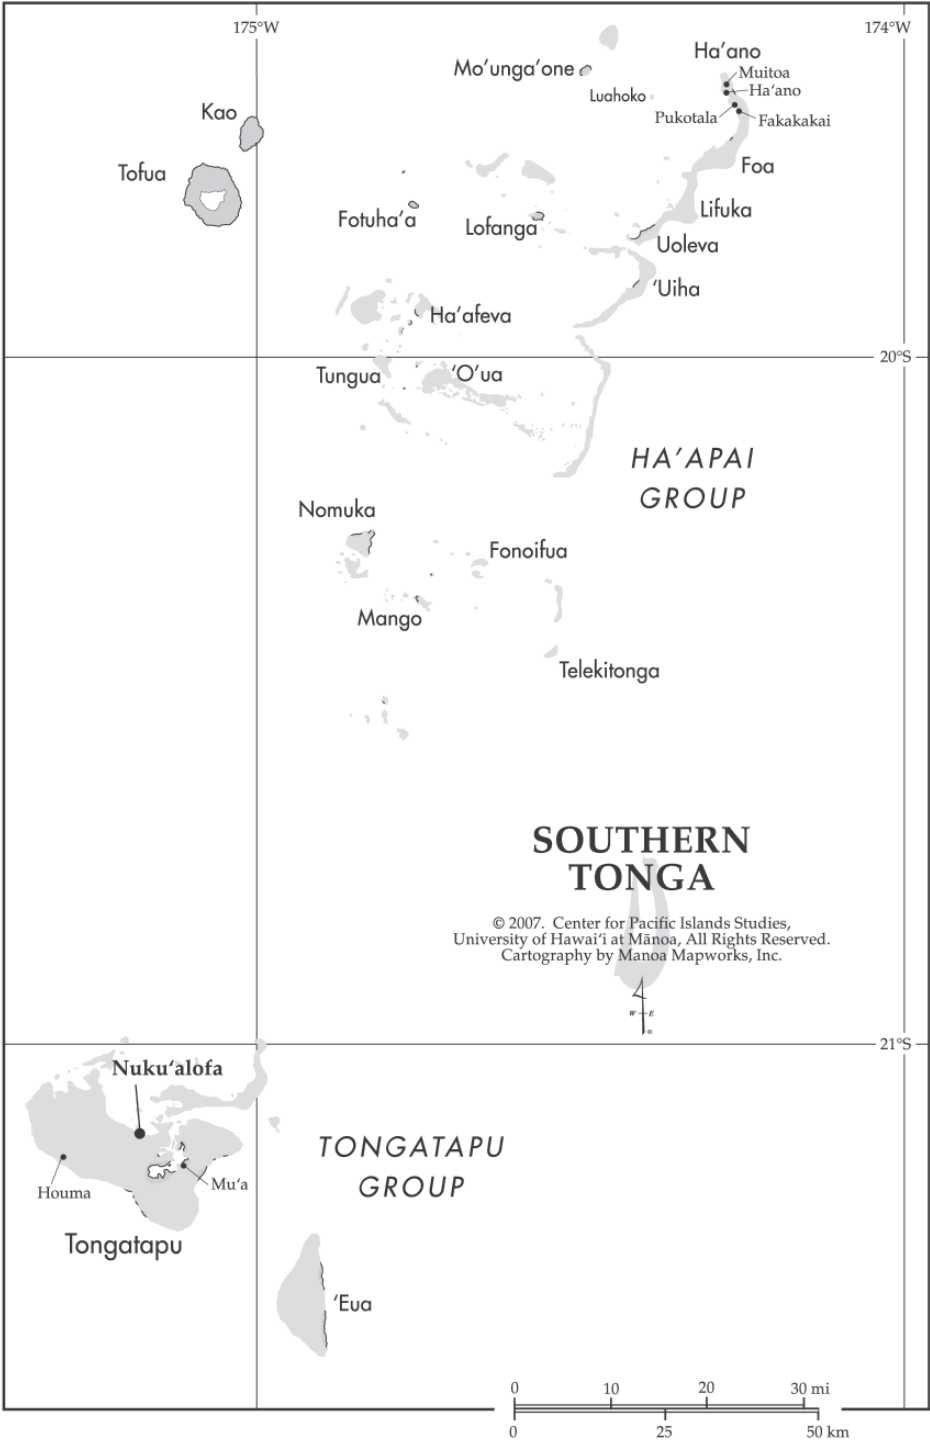 175°W
174°W
Ha′ano
Mo′unga′one
Muitoa
Ha‘ano
Luahoko
Kao
Pukotala
Fakakakai
Tofua
Foa
Fotuha′a
Lofanga
Lifuka
Uoleva
′Uiha
Ha′afeva
20°S
Tungua
′O′ua
HA′APAI
GROUP
Nomuka
Fonoifua
Mango
Telekitonga
SOUTHERN
TONGA
© 2007. Center for Pacific Islands Studies,
University of Hawai‘i at Mānoa, All Rights Reserved.
Cartography by Manoa Mapworks, Inc.
W E
21°S
Nuku‘alofa
TONGATAPU
GROUP
Houma
Mu‘a
Tongatapu
′Eua
0 10 20 30 mi
0 25 50 km